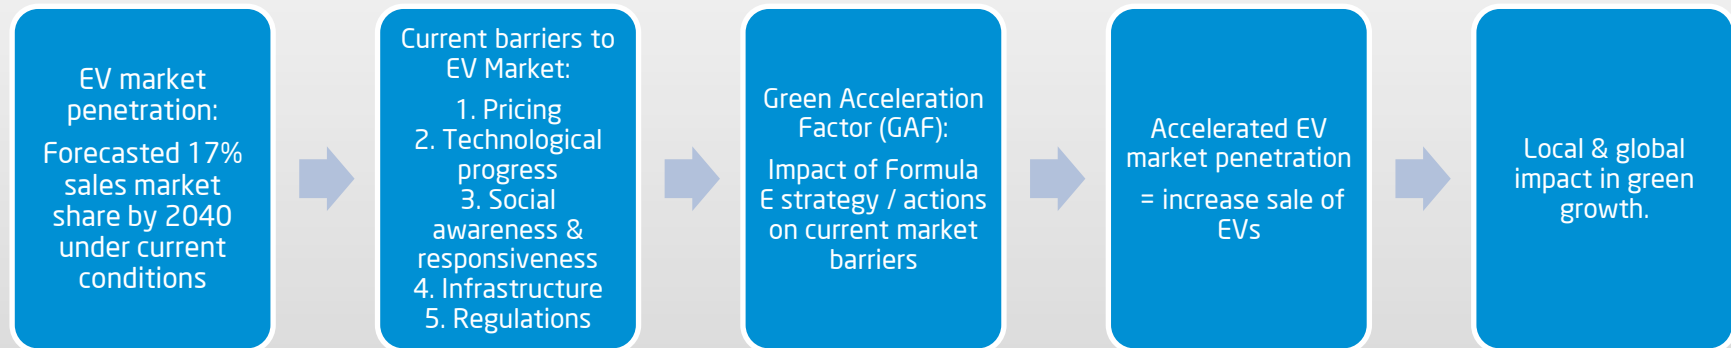 EV market
penetration:
Forecasted 17%
sales market
share by 2040
under current
conditions
Current barriers to
EV Market:
1. Pricing
2. Technological
progress
3. Social
awareness &
responsiveness
4. Infrastructure
5. Regulations
Green Acceleration
Factor (GAF):
Impact of Formula
E strategy / actions
on current market
barriers
Accelerated EV
market penetration
= increase sale of
EVs
Local & global
impact in green
growth.